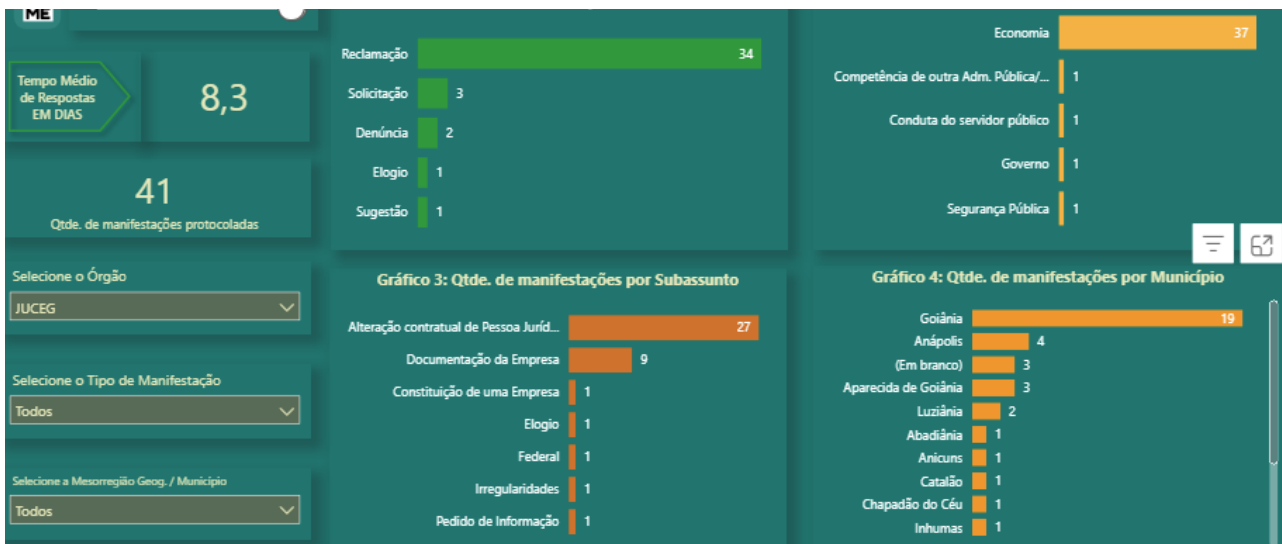 ME
Tempo Médio
de Respostas
EM DIAS
8,3
41
Qtde. de manifestações protocoladas
Selecione o Órgão
JUCEG
Selecione o Tipo de Manifestação
Todos
Selecione a Mesorregião Geog. / Município
Todos
Reclamação 34
Solicitação 3
Denúncia 2
Elogio 1
Sugestão 1
Economia 37
Competência de outra Adm. Pública/... 1
Conduta do servidor público 1
Governo 1
Segurança Pública 1
Gráfico 3: Qtde. de manifestações por Subassunto
Alteração contratual de Pessoa Juríd... 27
Documentação da Empresa 9
Constituição de uma Empresa 1
Elogio 1
Federal 1
Irregularidades 1
Pedido de Informação 1
Gráfico 4: Qtde. de manifestações por Município
Goiânia 19
Anápolis 4
(Em branco) 3
Aparecida de Goiânia 3
Luziânia 2
Abadiânia 1
Anicuns 1
Catalão 1
Chapadão do Céu 1
Inhumas 1